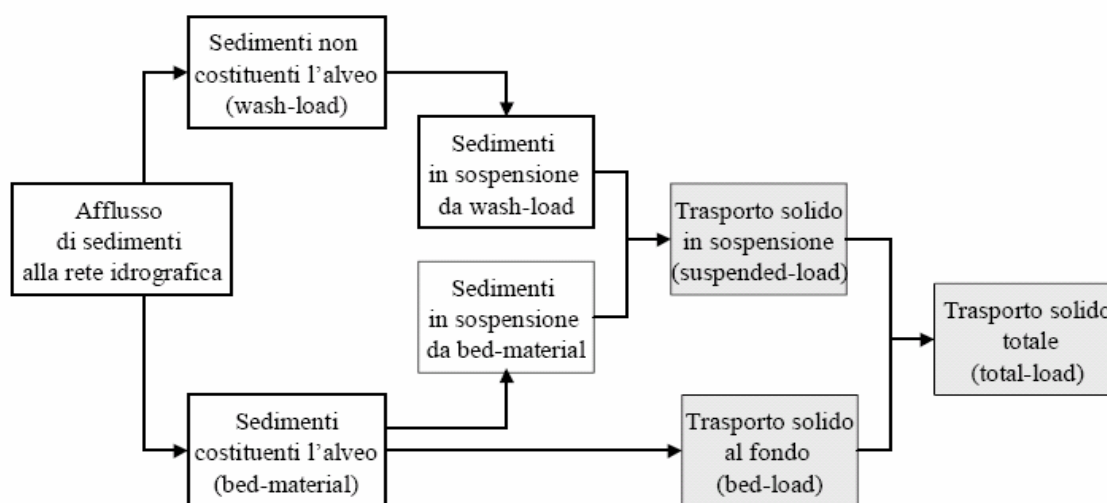 Sedimenti non
costituenti l'alveo
(wash-load)
Sedimenti
in sospensione
da wash-load
Afflusso
di sedimenti
alla rete idrografica
Trasporto solido
in sospensione
(suspended-load)
Sedimenti
in sospensione
da bed-material
Trasporto solido
totale
(total-load)
Sedimenti
costituenti l'alveo
(bed-material)
Trasporto solido
al fondo
(bed-load)